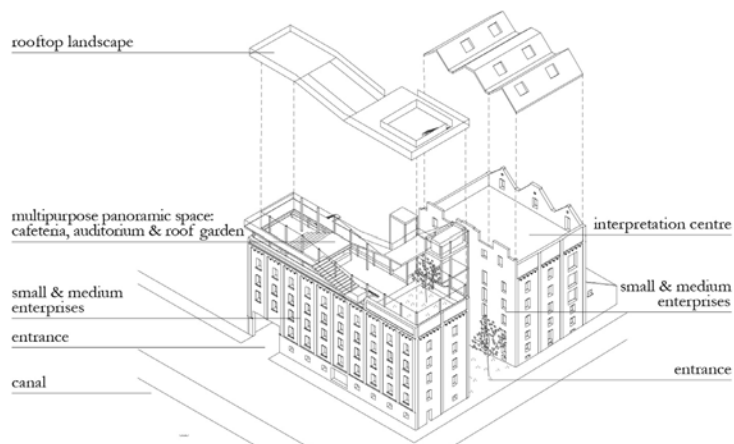 rooftop landscape
multipurpose panoramic space:
cafeteria, auditorium & roof garden
small & medium
enterprises
entrance
canal
interpretation centre
small & medium
enterprises
entrance